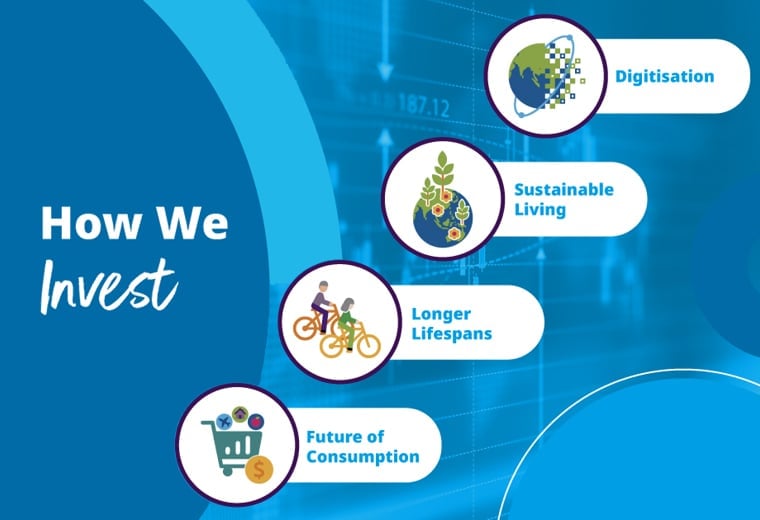 How We
Invest
187.12
Digitisation
Sustainable
Living
Longer
Lifespans
Future of
Consumption
$